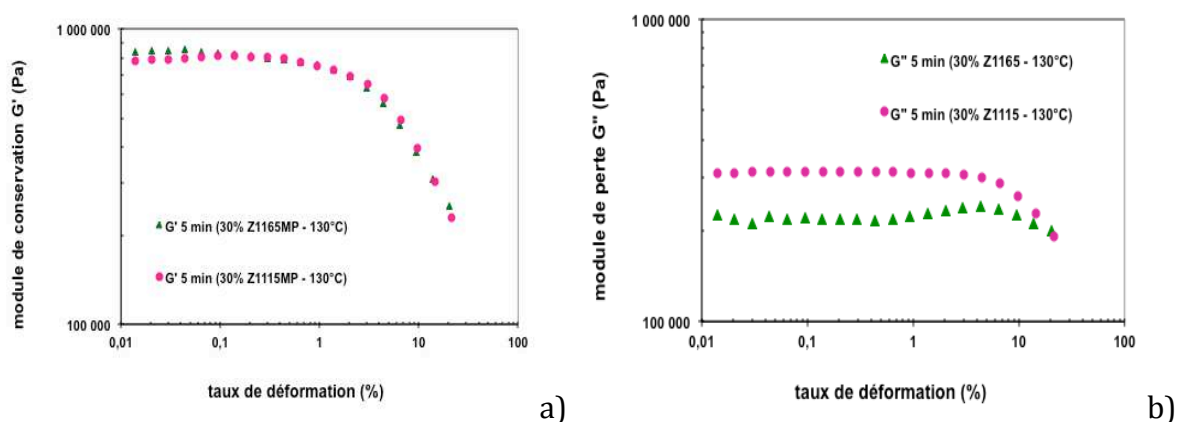 1 000 000
module de conservation G' (Pa)
G' 5 min (30% Z1165MP - 130°C)
G' 5 min (30% Z1115MP - 130°C)
100 000
0,01 0,1 1 10 100
taux de déformation (%)
a)
1 000 000
module de perte G" (Pa)
G" 5 min (30% Z1165 - 130°C)
G" 5 min (30% Z1115 - 130°C)
100 000
0,01 0,1 1 10 100
taux de déformation (%)
b)